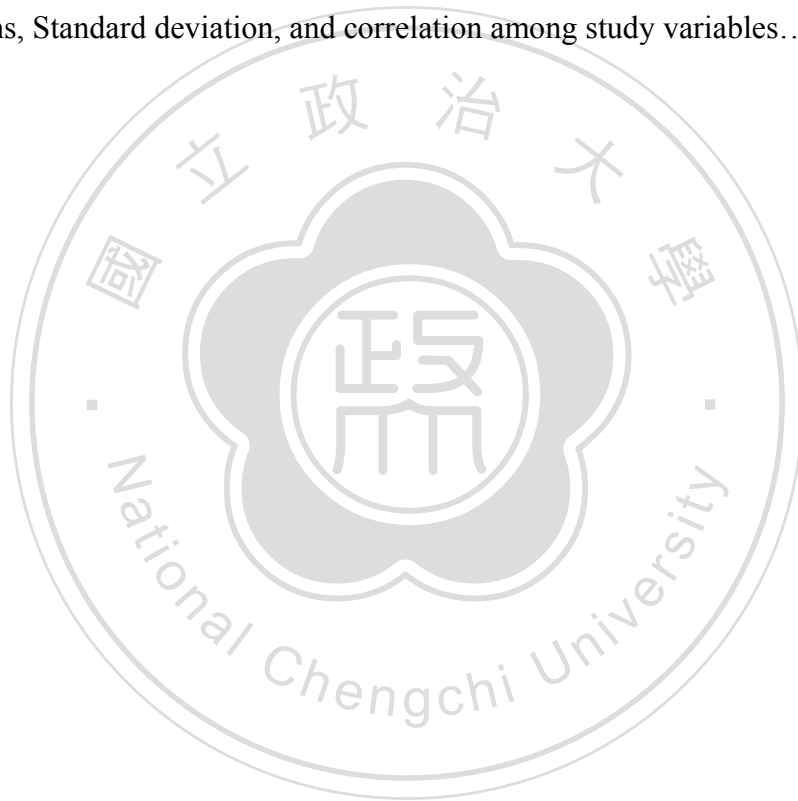 ns, Standard deviation, and correlation among study variables…
國立政治大學
政
National Chengchi University